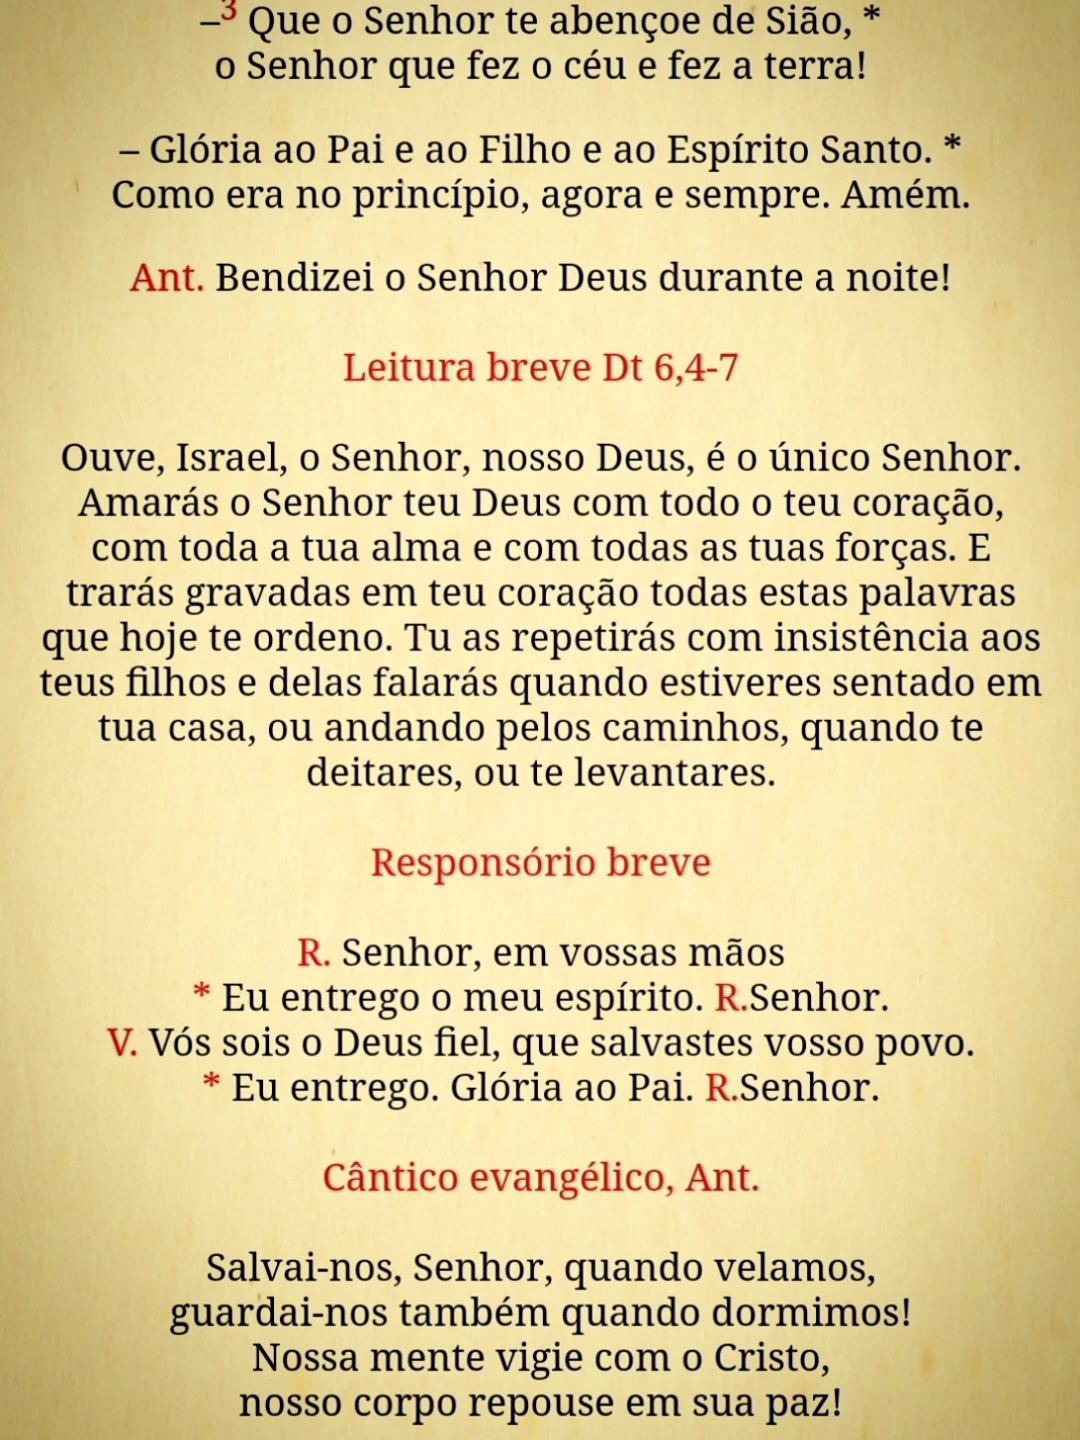 –³ Que o Senhor te abençoe de Sião, *
o Senhor que fez o céu e fez a terra!
– Glória ao Pai e ao Filho e ao Espírito Santo. *
Como era no princípio, agora e sempre. Amém.
Ant. Bendizei o Senhor Deus durante a noite!
Leitura breve Dt 6,4-7
Ouve, Israel, o Senhor, nosso Deus, é o único Senhor.
Amarás o Senhor teu Deus com todo o teu coração,
com toda a tua alma e com todas as tuas forças. E
trarás gravadas em teu coração todas estas palavras
que hoje te ordeno. Tu as repetirás com insistência aos
teus filhos e delas falarás quando estiveres sentado em
tua casa, ou andando pelos caminhos, quando te
deitares, ou te levantares.
Responsório breve
R. Senhor, em vossas mãos
* Eu entrego o meu espírito. R.Senhor.
V. Vós sois o Deus fiel, que salvastes vosso povo.
* Eu entrego. Glória ao Pai. R.Senhor.
Cântico evangélico, Ant.
Salvai-nos, Senhor, quando velamos,
guardai-nos também quando dormimos!
Nossa mente vigie com o Cristo,
nosso corpo repouse em sua paz!